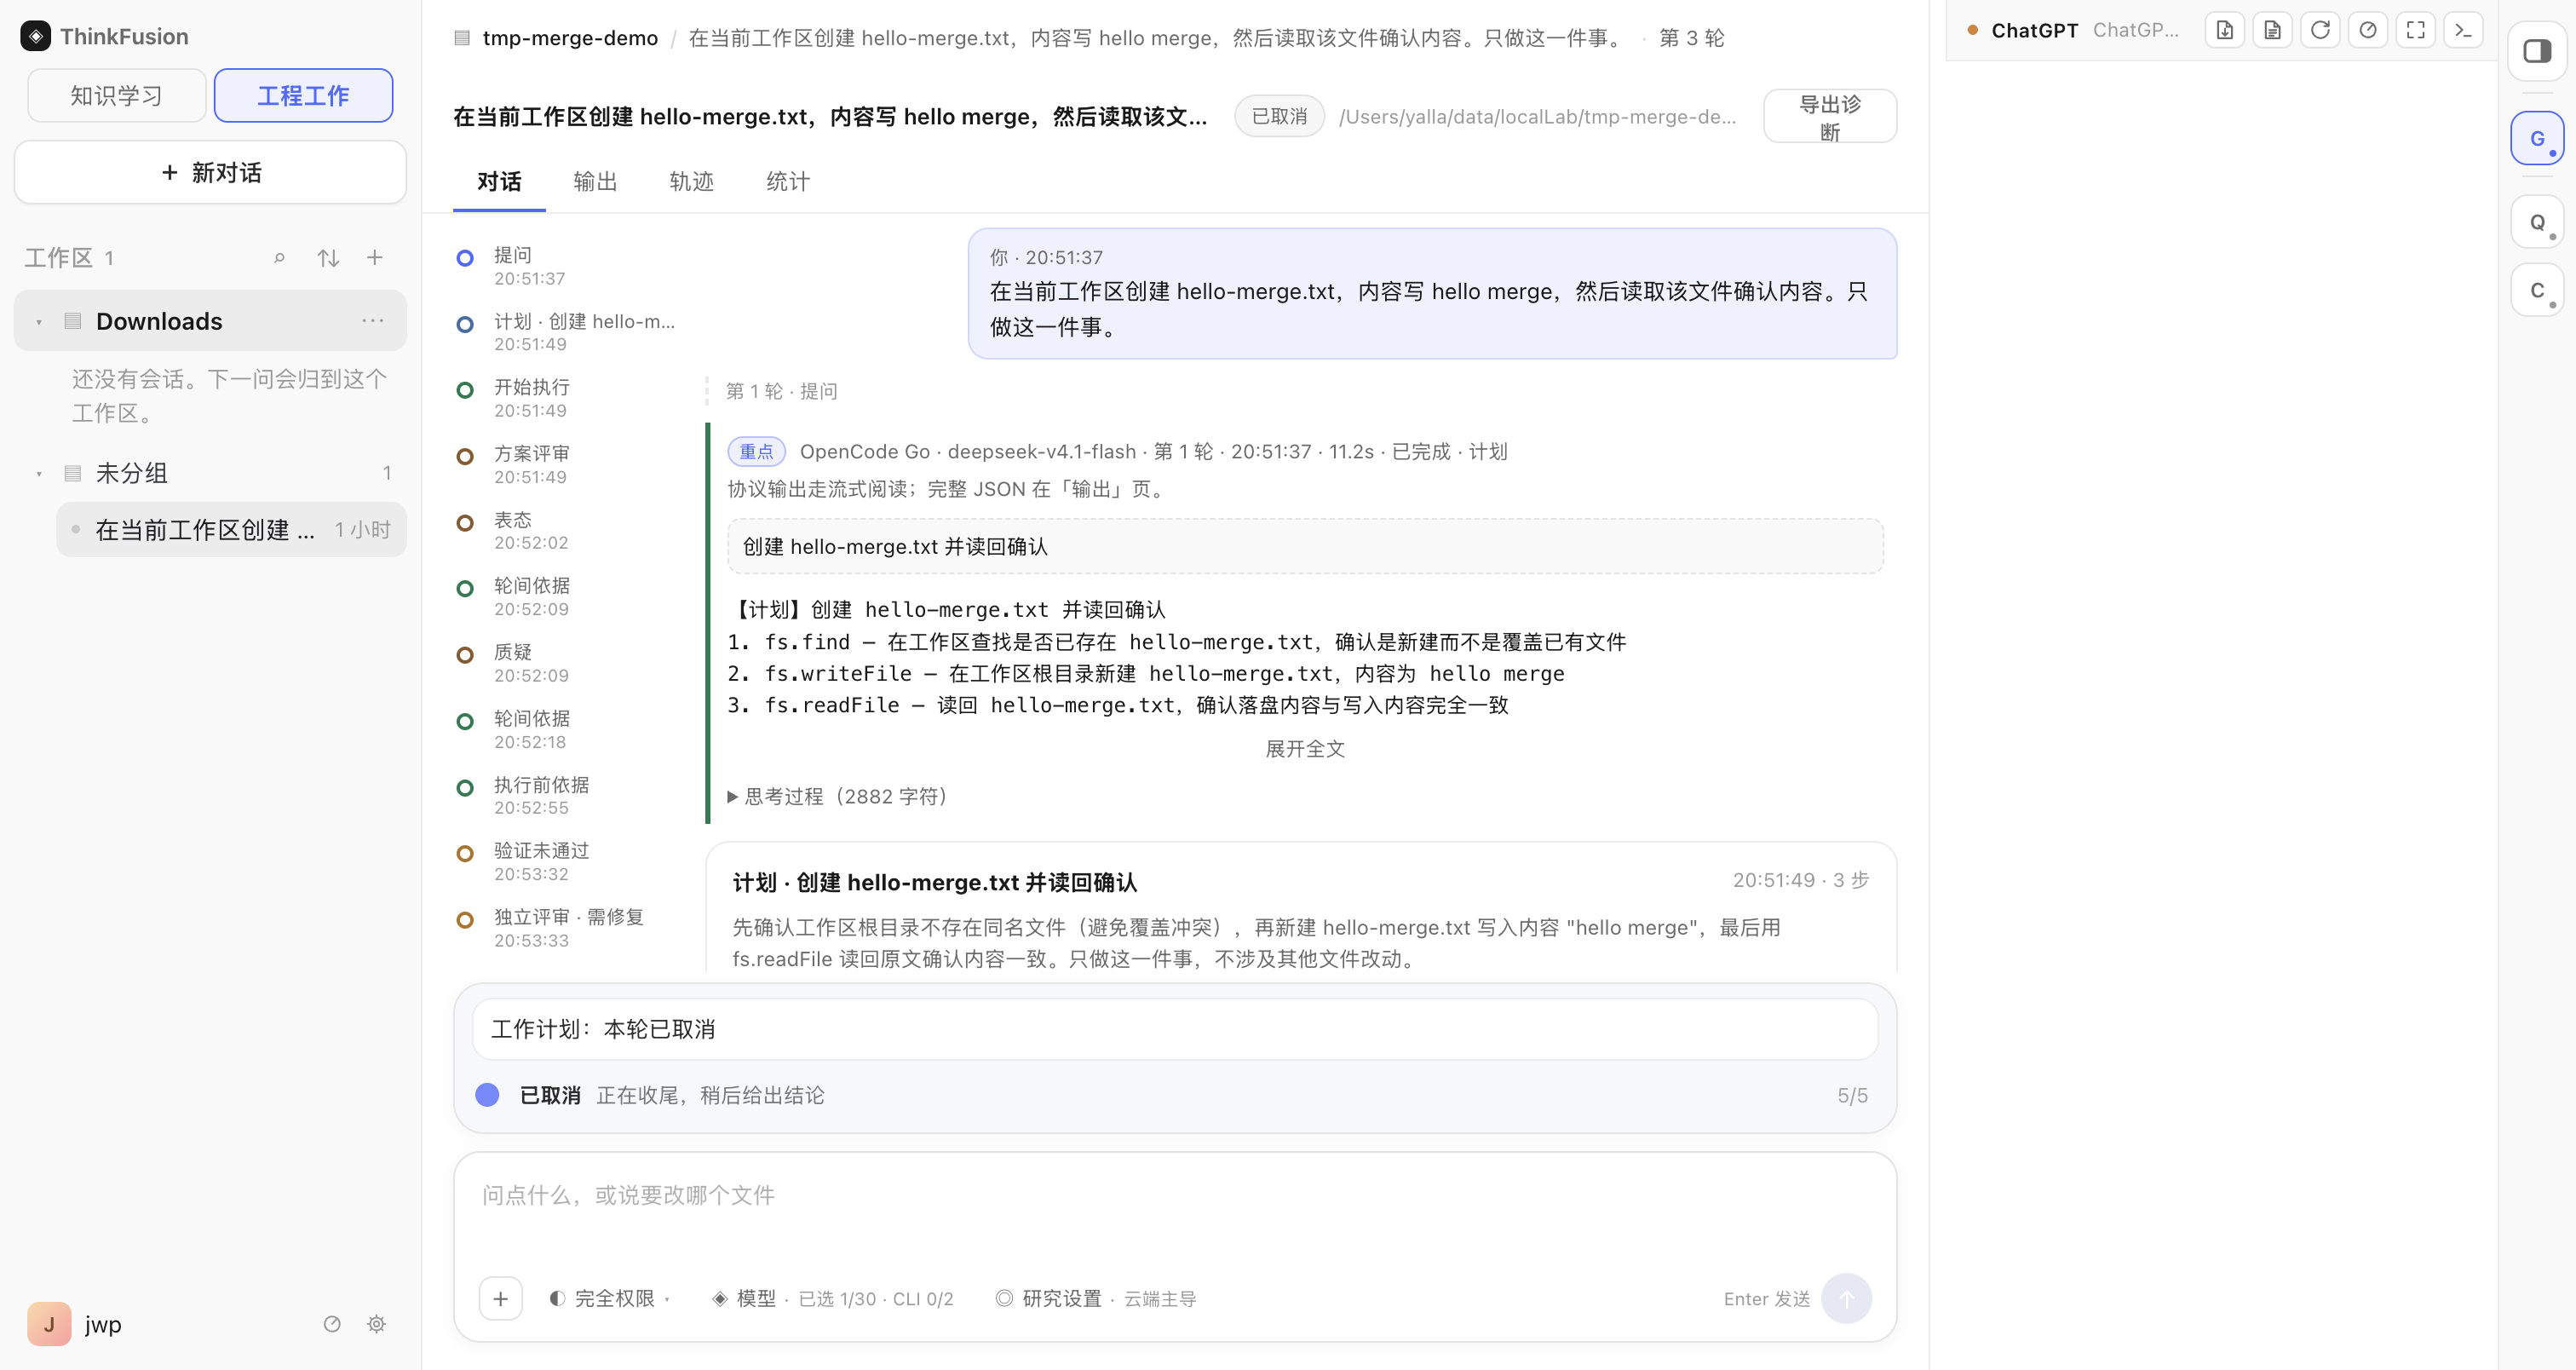 ThinkFusion
知识学习
工程工作
+ 新对话
工作区 1
Downloads
还没有会话。下一问会归到这个
工作区。
未分组
1
在当前工作区创建 ...
1 小时
J
jwp
tmp-merge-demo / 在当前工作区创建 hello-merge.txt，内容写 hello merge，然后读取该文件确认内容。只做这一件事。 · 第 3 轮
在当前工作区创建 hello-merge.txt，内容写 hello merge，然后读取该文...
已取消
/Users/yalla/data/localLab/tmp-merge-de...
导出诊
断
对话
输出
轨迹
统计
提问
20:51:37
计划 · 创建 hello-m...
20:51:49
开始执行
20:51:49
方案评审
20:51:49
表态
20:52:02
轮间依据
20:52:09
质疑
20:52:09
轮间依据
20:52:18
执行前依据
20:52:55
验证未通过
20:53:32
独立评审 · 需修复
20:53:33
你 · 20:51:37
在当前工作区创建 hello-merge.txt，内容写 hello merge，然后读取该文件确认内容。只
做这一件事。
第 1 轮 · 提问
重点
OpenCode Go · deepseek-v4.1-flash · 第 1 轮 · 20:51:37 · 11.2s · 已完成 · 计划
协议输出走流式阅读；完整 JSON 在「输出」页。
创建 hello-merge.txt 并读回确认
【计划】创建 hello-merge.txt 并读回确认
1. fs.find — 在工作区查找是否已存在 hello-merge.txt，确认是新建而不是覆盖已有文件
2. fs.writeFile — 在工作区根目录新建 hello-merge.txt，内容为 hello merge
3. fs.readFile — 读回 hello-merge.txt，确认落盘内容与写入内容完全一致
展开全文
思考过程（2882 字符）
计划 · 创建 hello-merge.txt 并读回确认
20:51:49 · 3 步
先确认工作区根目录不存在同名文件（避免覆盖冲突），再新建 hello-merge.txt 写入内容 "hello merge"，最后用
fs.readFile 读回原文确认内容一致。只做这一件事，不涉及其他文件改动。
工作计划：本轮已取消
已取消 正在收尾，稍后给出结论
5/5
问点什么，或说要改哪个文件
完全权限
模型 · 已选 1/30 · CLI 0/2
研究设置 · 云端主导
Enter 发送
ChatGPT
ChatGP...
G
Q
C